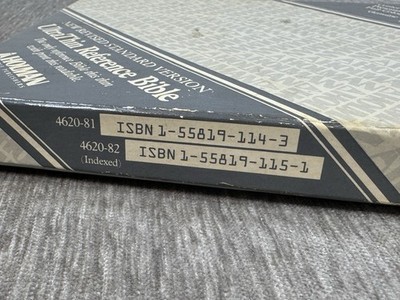 NEW REVISED STANDARD VERSION
UltraThin Reference Bible
HOLMAN
4620-81 ISBN 1-55819-114-3
4620-82 ISBN 1-55819-115-1
(Indexed)